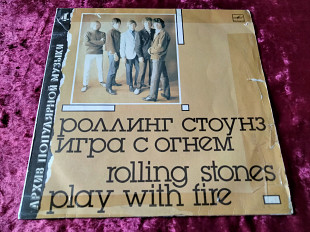 4
АРХИВ ПОПУЛЯРНОЙ МУЗЫКИ
роллинг стоунз
игра с огнем
rolling stones
play with fire